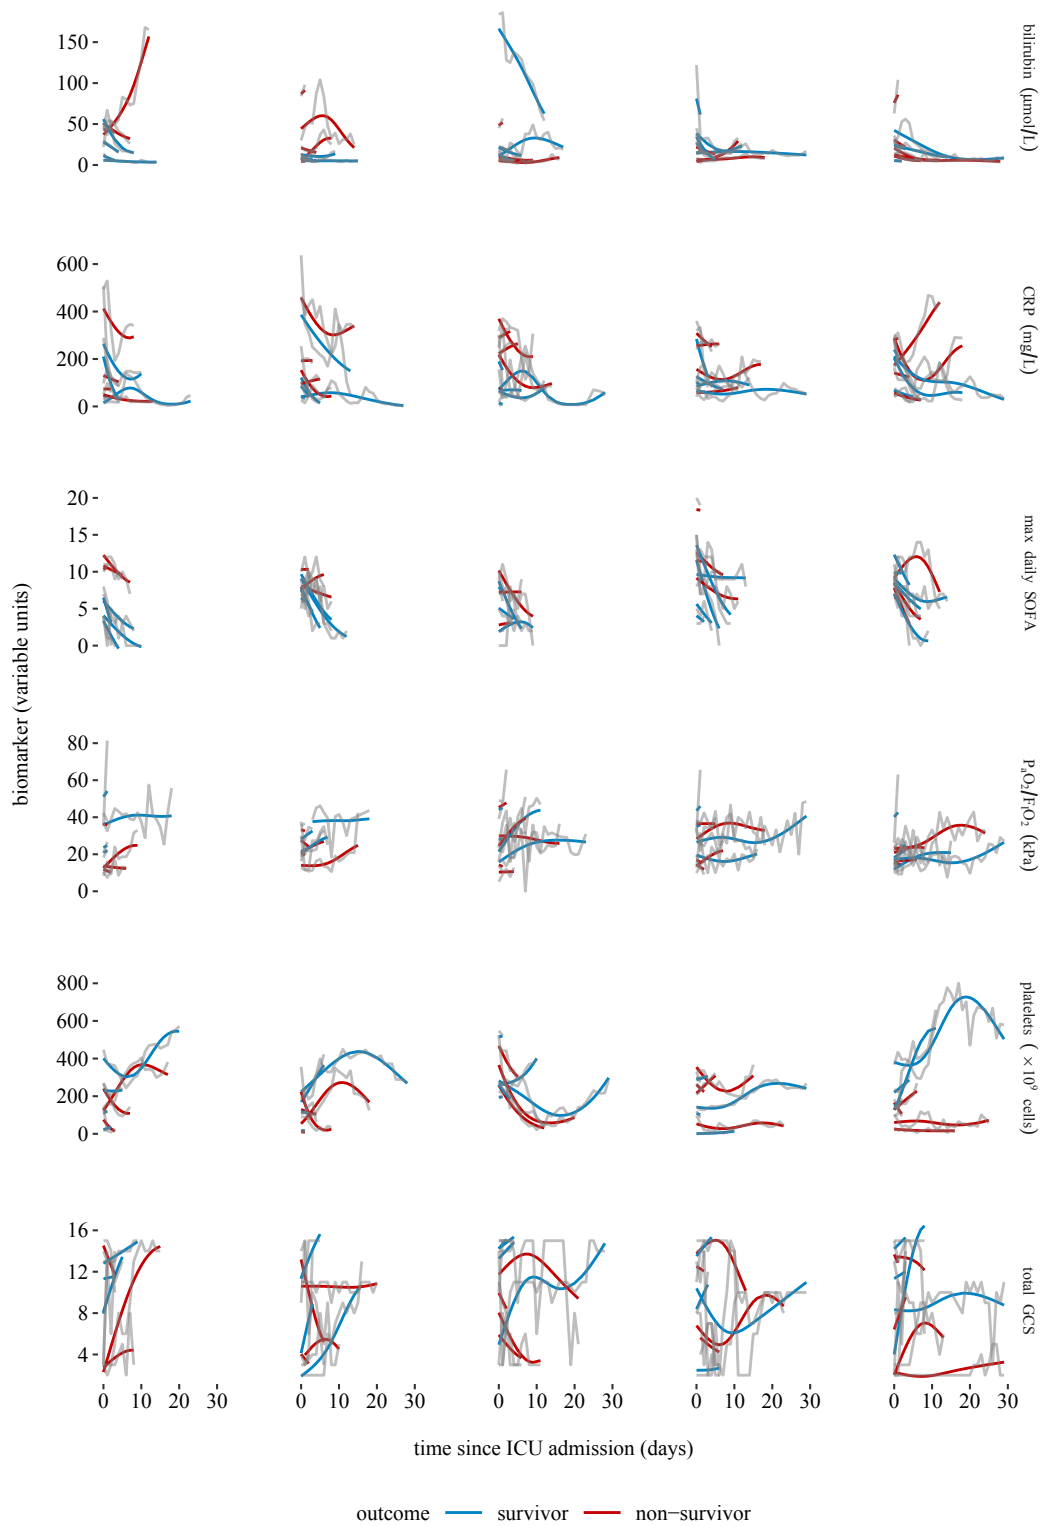 bilirubin (μmol/L)
150
100
50
0
CRP (mg/L)
600
400
200
0
max daily SOFA
20
15
10
5
0
PaO2/FIO2 (kPa)
80
60
40
20
0
platelets ( ×10⁹ cells)
800
600
400
200
0
total GCS
16
12
8
4
biomarker (variable units)
0 10 20 30 0 10 20 30 0 10 20 30 0 10 20 30 0 10 20 30
time since ICU admission (days)
outcome survivor non−survivor